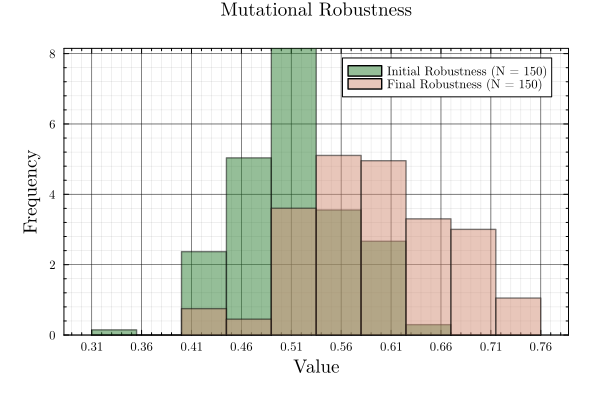 Mutational Robustness
Initial Robustness (N = 150)
Final Robustness (N = 150)
Frequency
8
6
4
2
0
0.31 0.36 0.41 0.46 0.51 0.56 0.61 0.66 0.71 0.76
Value